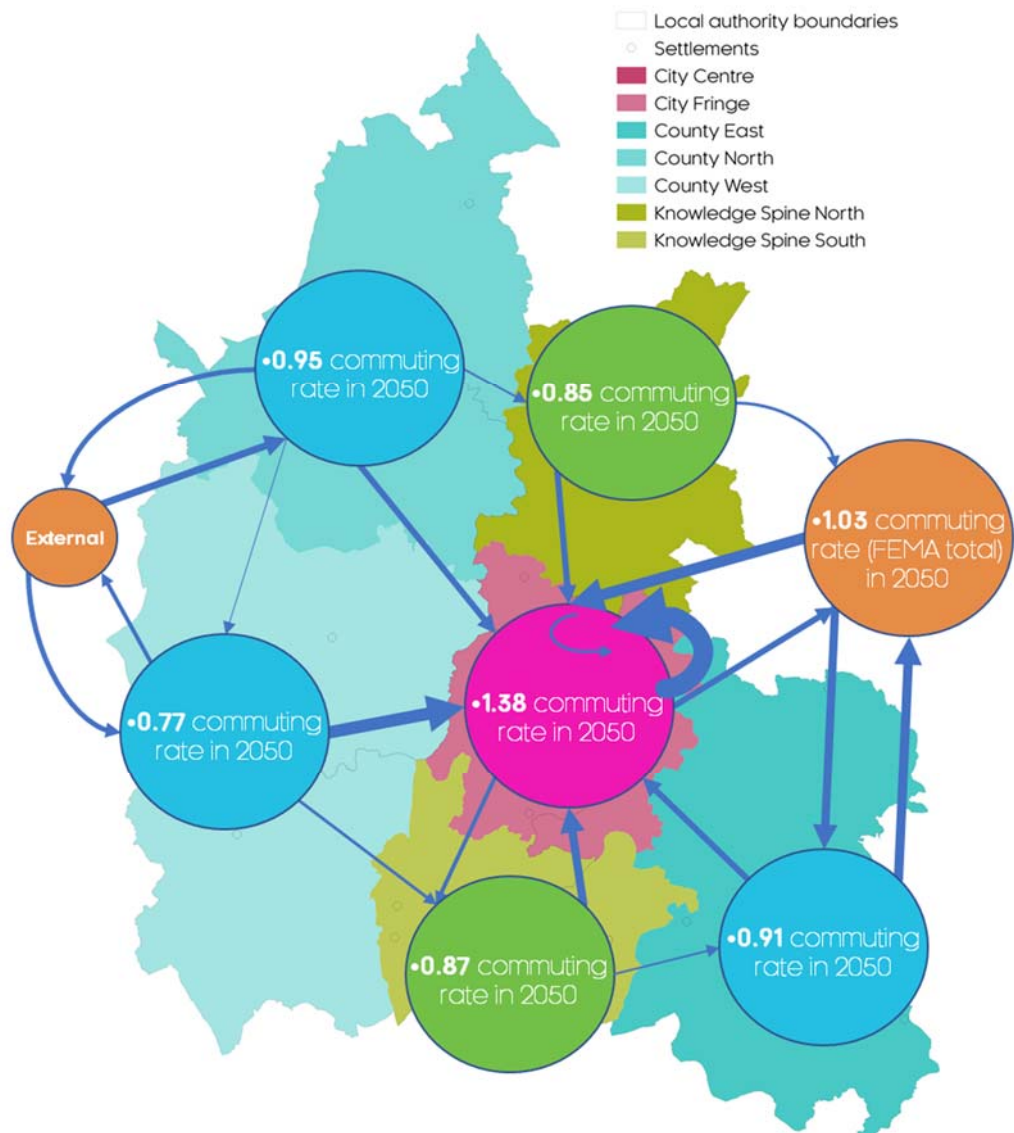 Local authority boundaries
Settlements
City Centre
City Fringe
County East
County North
County West
Knowledge Spine North
Knowledge Spine South
•0.95 commuting
rate in 2050
•0.85 commuting
rate in 2050
External
•1.03 commuting
rate (FEMA total)
in 2050
•0.77 commuting
rate in 2050
•1.38 commuting
rate in 2050
•0.87 commuting
rate in 2050
•0.91 commuting
rate in 2050